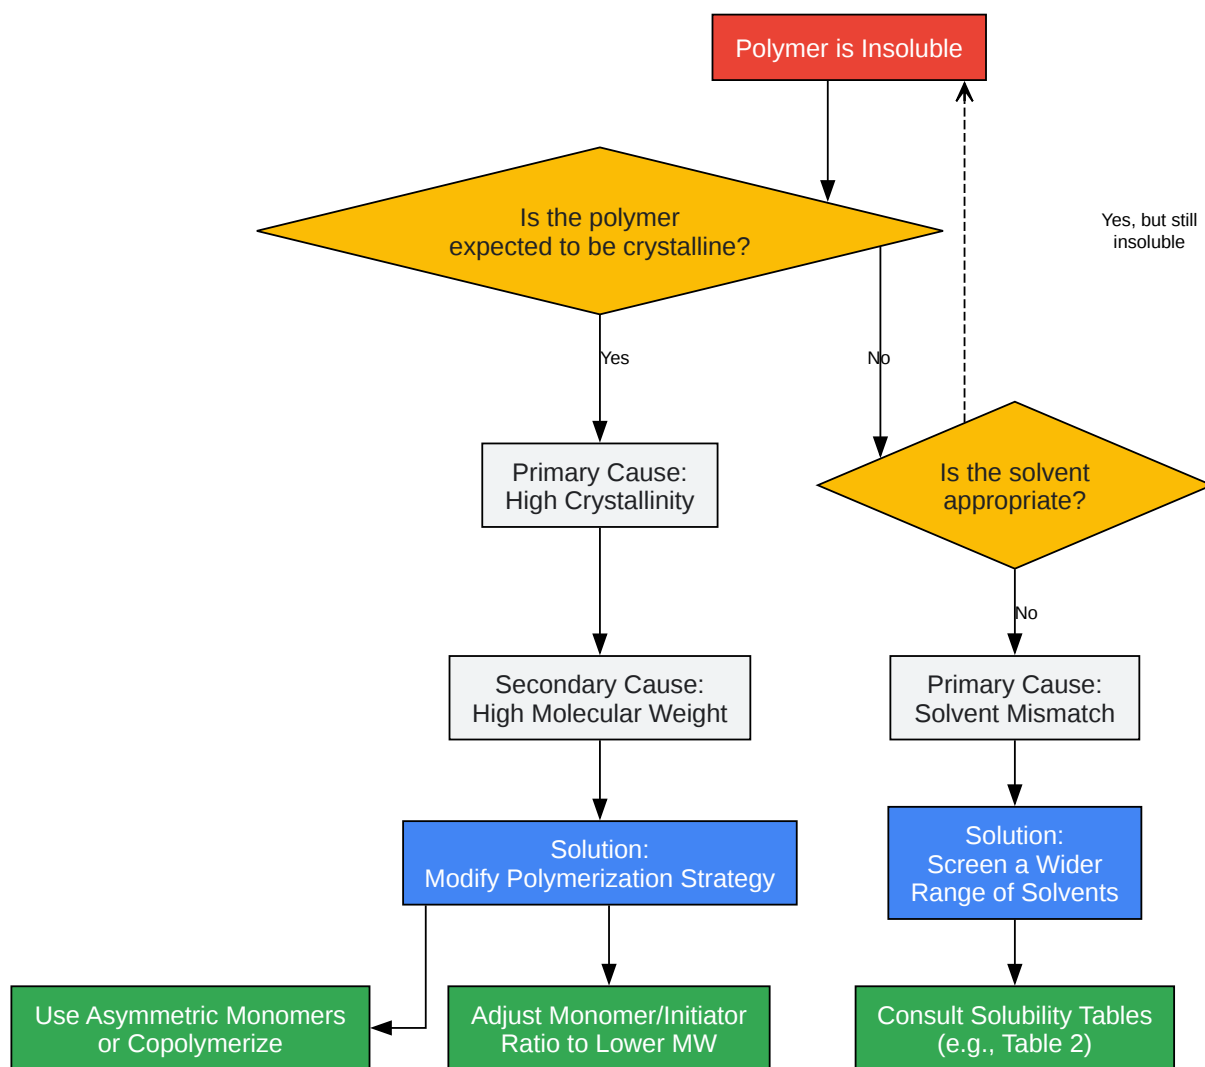 Polymer is Insoluble
Is the polymer
expected to be crystalline?
Yes, but still
insoluble
Yes
No
Primary Cause:
High Crystallinity
Is the solvent
appropriate?
No
Secondary Cause:
High Molecular Weight
Primary Cause:
Solvent Mismatch
Solution:
Modify Polymerization Strategy
Solution:
Screen a Wider
Range of Solvents
Use Asymmetric Monomers
or Copolymerize
Adjust Monomer/Initiator
Ratio to Lower MW
Consult Solubility Tables
(e.g., Table 2)